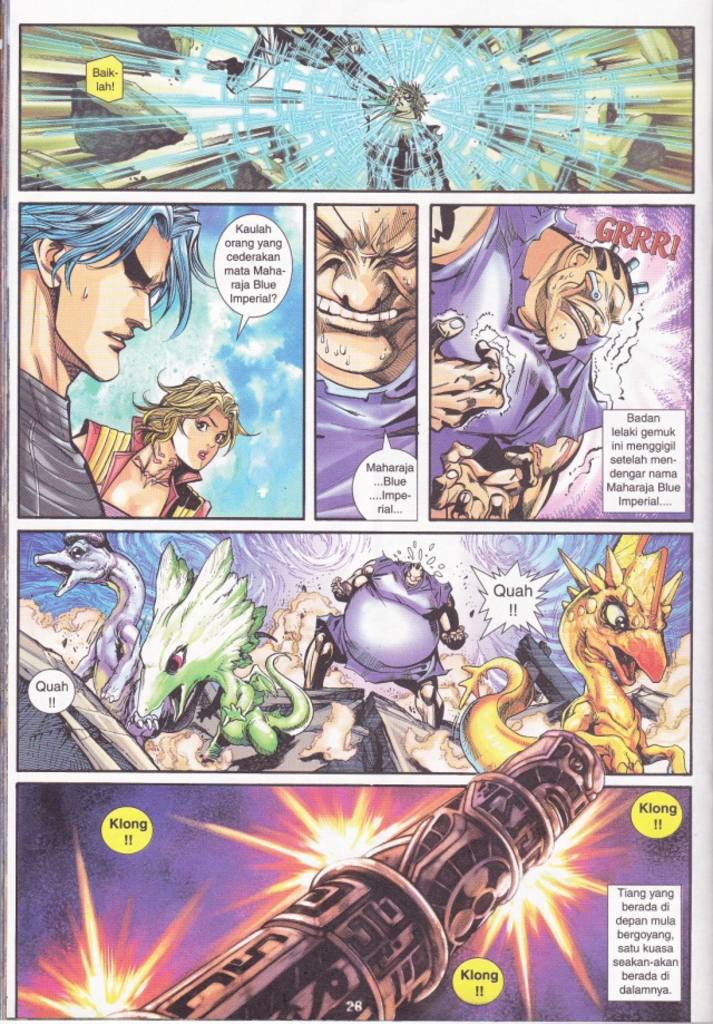 Baik-
lah!
Kaulah
orang yang
cederakan
mata Maha-
raja Blue
Imperial?
Maharaja
...Blue
....Impe-
rial...
GRRR!
Badan
lelaki gemuk
ini menggigil
setelah men-
dengar nama
Maharaja Blue
Imperial....
Quah
!!
Quah
!!
Klong
!!
Klong
!!
Tiang yang
berada di
depan mula
bergoyang,
satu kuasa
seakan-akan
berada di
dalamnya.
Klong
!!
28